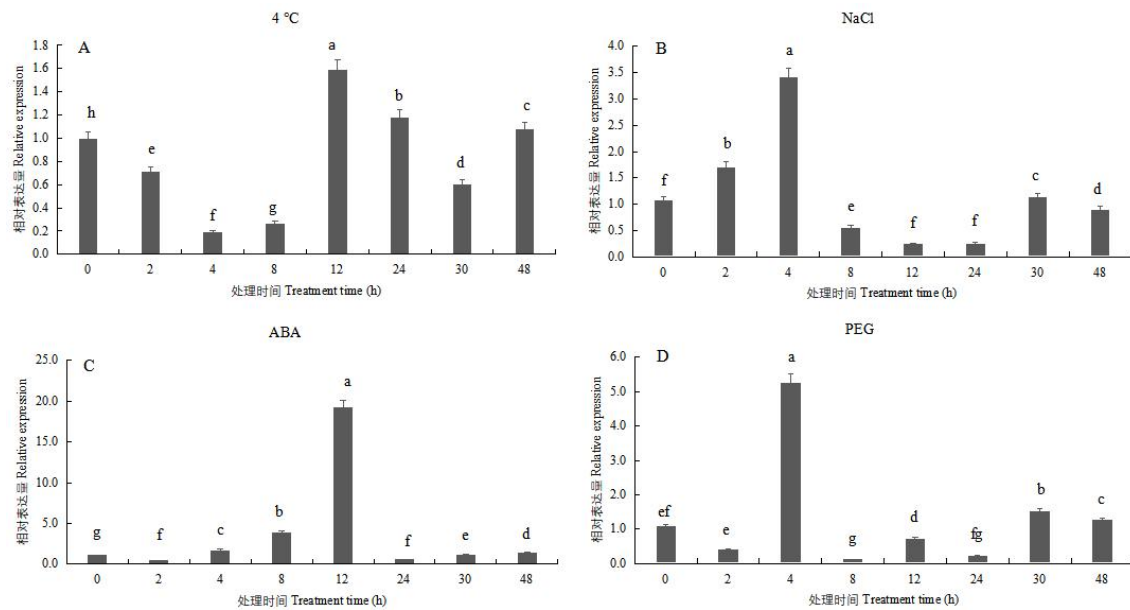 4 ℃
A
相对表达量 Relative expression
1.8
1.6
1.4
1.2
1.0
0.8
0.6
0.4
0.2
0.0
h
e
f
g
a
b
d
c
0 2 4 8 12 24 30 48
处理时间 Treatment time (h)
NaCl
B
相对表达量 Relative expression
4.0
3.5
3.0
2.5
2.0
1.5
1.0
0.5
0.0
f
b
a
e
f
f
c
d
0 2 4 8 12 24 30 48
处理时间 Treatment time (h)
ABA
C
相对表达量 Relative expression
25.0
20.0
15.0
10.0
5.0
0.0
g
f
c
b
a
f
e
d
0 2 4 8 12 24 30 48
处理时间 Treatment time (h)
PEG
D
相对表达量 Relative expression
6.0
5.0
4.0
3.0
2.0
1.0
0.0
ef
e
a
g
d
fg
b
c
0 2 4 8 12 24 30 48
处理时间 Treatment time (h)